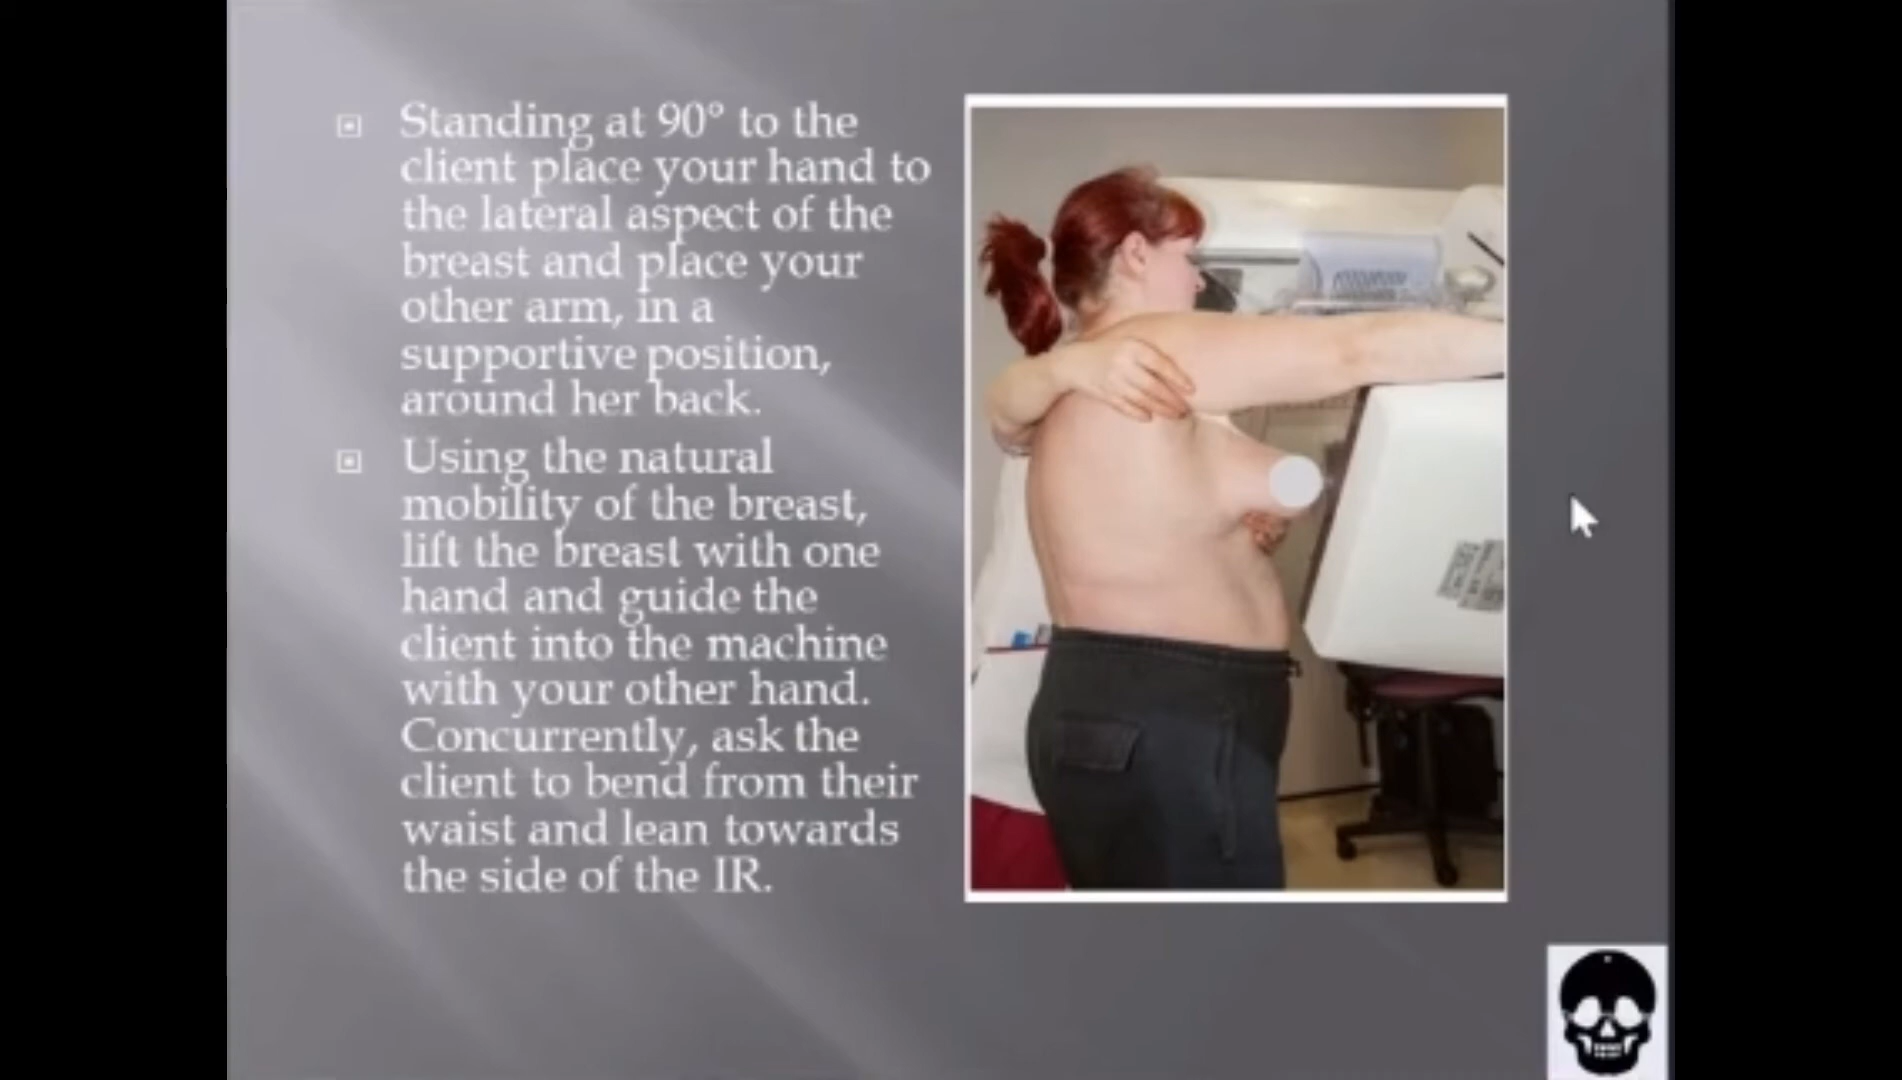 Standing at 90° to the
client place your hand to
the lateral aspect of the
breast and place your
other arm, in a
supportive position,
around her back.
Using the natural
mobility of the breast,
lift the breast with one
hand and guide the
client into the machine
with your other hand.
Concurrently, ask the
client to bend from their
waist and lean towards
the side of the IR.